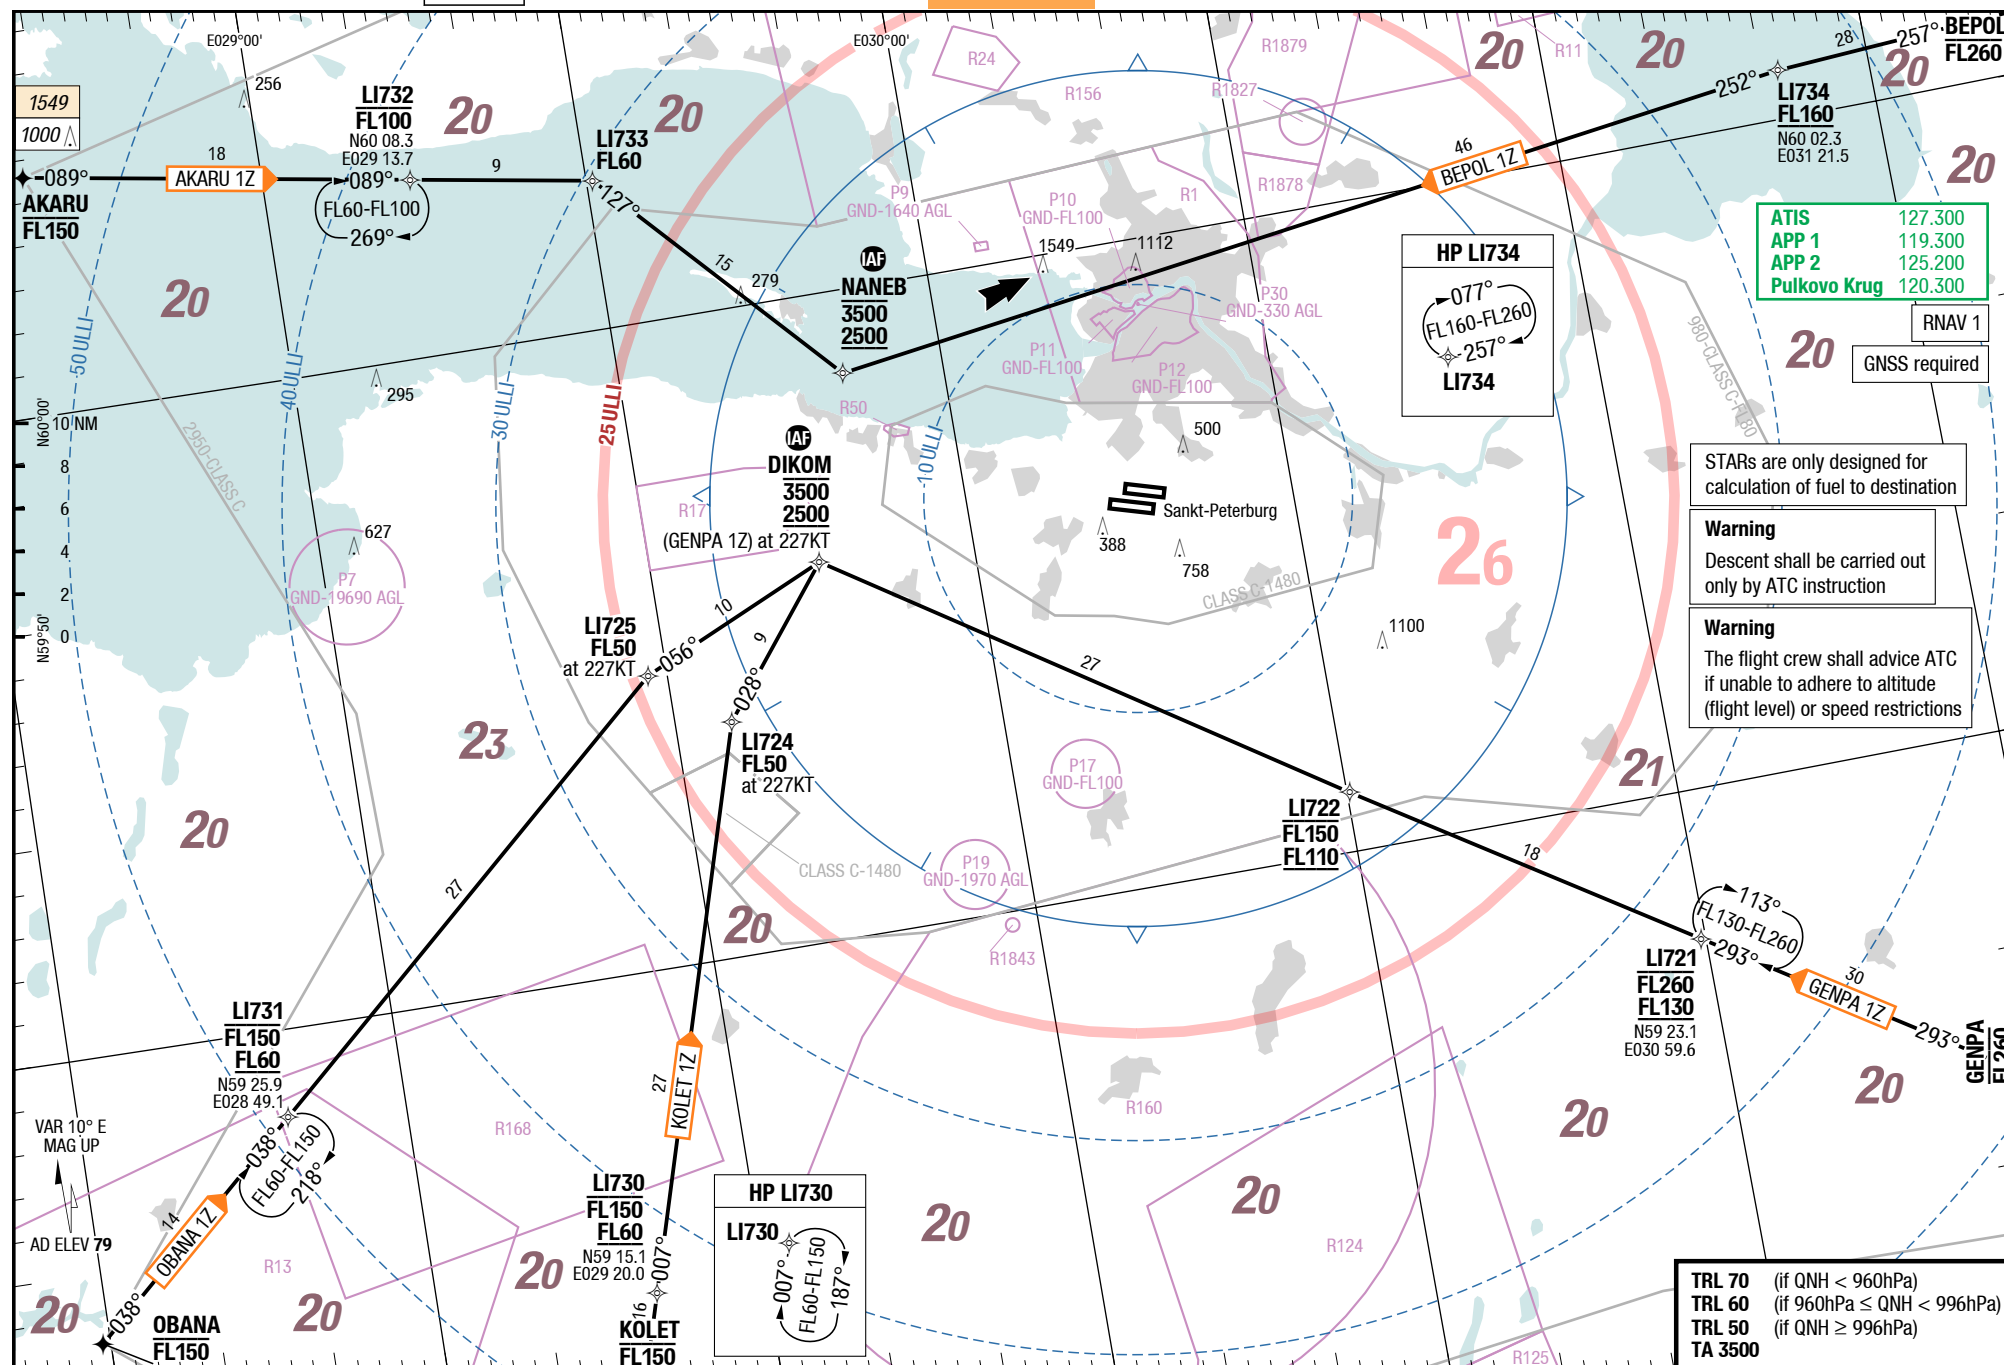 E029°00'
E030°00'
R24
R1879
R11
20
20
20
28
257°
BEPOL
FL260
1549
1000
256
LI732
FL100
N60 08.3
E029 13.7
20
20
R156
R1827
252°
LI734
FL160
N60 02.3
E031 21.5
20
LI733
FL60
18
9
46
089°
AKARU 1Z
089°
FL60-FL100
269°
127°
AKARU
FL150
P9
GND-1640 AGL
P10
GND-FL100
R1
R1878
BEPOL 1Z
ATIS 127.300
APP 1 119.300
APP 2 125.200
Pulkovo Krug 120.300
RNAV 1
GNSS required
20
20
15
279
IAF
NANEB
3500
2500
1549
1112
P30
GND-330 AGL
P11
GND-FL100
P12
GND-FL100
HP LI734
077°
FL160-FL260
257°
LI734
980-CLASS C-FL180
50 ULLI
40 ULLI
30 ULLI
25 ULLI
10 ULLI
295
R50
N60°00'
10 NM
8
6
4
2
0
N59°50'
2950-CLASS C
IAF
DIKOM
3500
2500
(GENPA 1Z) at 227KT
R17
500
Sankt-Peterburg
388
758
CLASS C-1480
26
STARs are only designed for
calculation of fuel to destination
Warning
Descent shall be carried out
only by ATC instruction
Warning
The flight crew shall advice ATC
if unable to adhere to altitude
(flight level) or speed restrictions
627
P7
GND-19690 AGL
1100
LI725
FL50
at 227KT
056°
10
9
028°
27
LI724
FL50
at 227KT
23
P17
GND-FL100
21
20
LI722
FL150
FL110
CLASS C-1480
P19
GND-1970 AGL
18
27
20
R1843
113°
FL130-FL260
293°
LI721
FL260
FL130
N59 23.1
E030 59.6
30
GENPA 1Z
293°
GENPA
FL260
LI731
FL150
FL60
N59 25.9
E028 49.1
27
KOLET 1Z
R160
20
20
VAR 10° E
MAG UP
AD ELEV 79
038°
FL60-FL150
218°
R168
14
OBANA 1Z
R13
038°
20
OBANA
FL150
20
20
LI730
FL150
FL60
N59 15.1
E029 20.0
007°
16
KOLET
FL150
HP LI730
LI730
007°
FL60-FL150
187°
20
20
R124
R125
TRL 70 (if QNH < 960hPa)
TRL 60 (if 960hPa ≤ QNH < 996hPa)
TRL 50 (if QNH ≥ 996hPa)
TA 3500